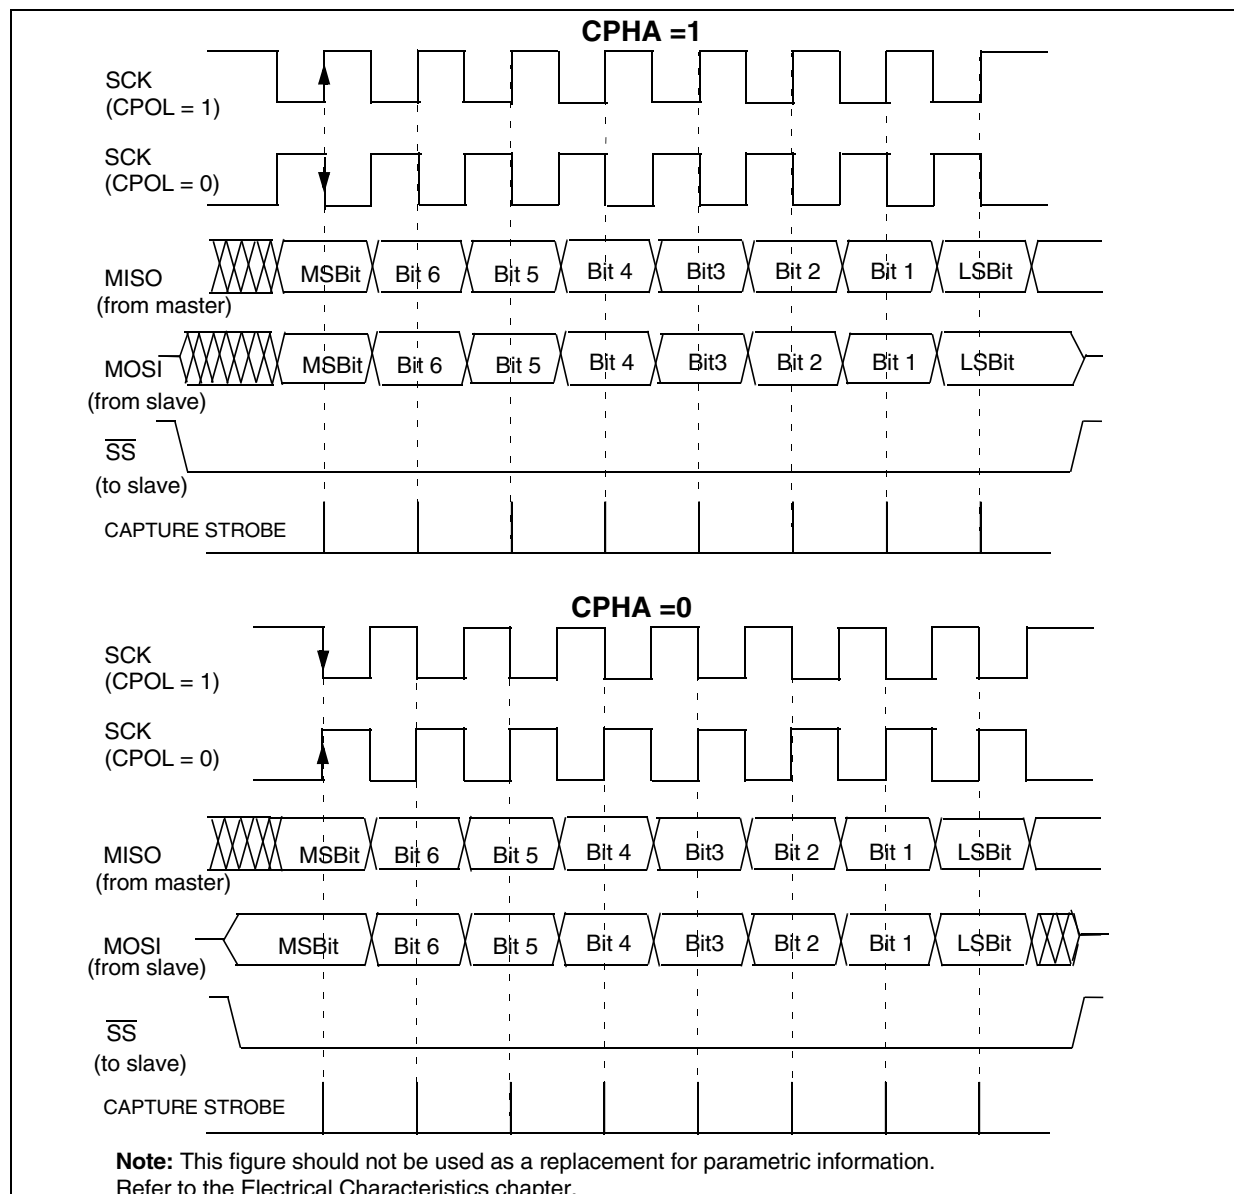 CPHA =1
SCK
(CPOL = 1)
SCK
(CPOL = 0)
MISO
(from master)
MSBit Bit 6 Bit 5 Bit 4 Bit3 Bit 2 Bit 1 LSBit
MOSI
(from slave)
MSBit Bit 6 Bit 5 Bit 4 Bit3 Bit 2 Bit 1 LSBit
SS
(to slave)
CAPTURE STROBE
CPHA =0
SCK
(CPOL = 1)
SCK
(CPOL = 0)
MISO
(from master)
MSBit Bit 6 Bit 5 Bit 4 Bit3 Bit 2 Bit 1 LSBit
MOSI
(from slave)
MSBit Bit 6 Bit 5 Bit 4 Bit3 Bit 2 Bit 1 LSBit
SS
(to slave)
CAPTURE STROBE
Note: This figure should not be used as a replacement for parametric information.
Refer to the Electrical Characteristics chapter.